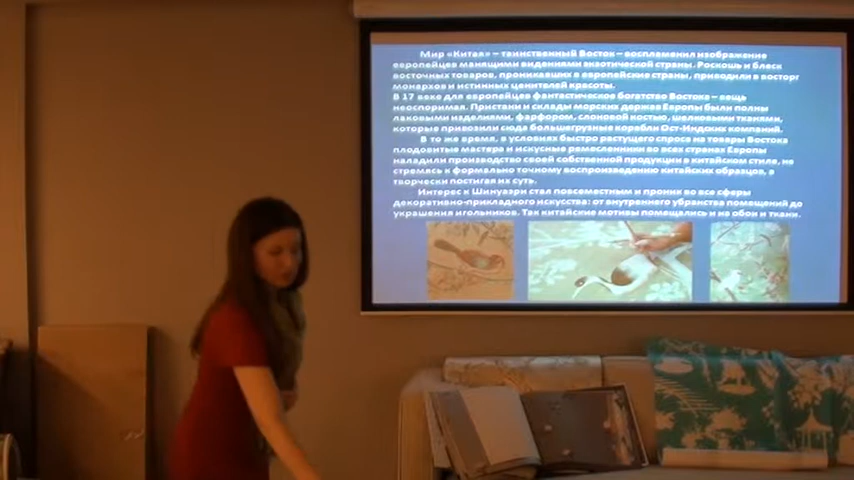 Мир «Китая» – таинственный Восток – воспламенил изображение
европейцев манящими видениями экзотической страны. Роскошь и блеск
восточных товаров, проникавших в европейские страны, приводили в восторг
монархов и истинных ценителей красоты.
В 17 веке для европейцев фантастическое богатство Востока – вещь
неоспоримая. Пристани и склады морских держав Европы были полны
лаковыми изделиями, фарфором, слоновой костью, шелковыми тканями,
которые привозили сюда большегрузные корабли Ост-Индских компаний.
В то же время, в условиях быстро растущего спроса на товары Востока
плодовитые мастера и искусные ремесленники во всех странах Европы
наладили производство своей собственной продукции в китайском стиле, не
стремясь к формально точному воспроизведению китайских образцов, а
творчески постигая их суть.
Интерес к Шинуазри стал повсеместным и проник во все сферы
декоративно-прикладного искусства: от внутреннего убранства помещений до
украшения игольников. Так китайские мотивы помещались и на обои и ткани.